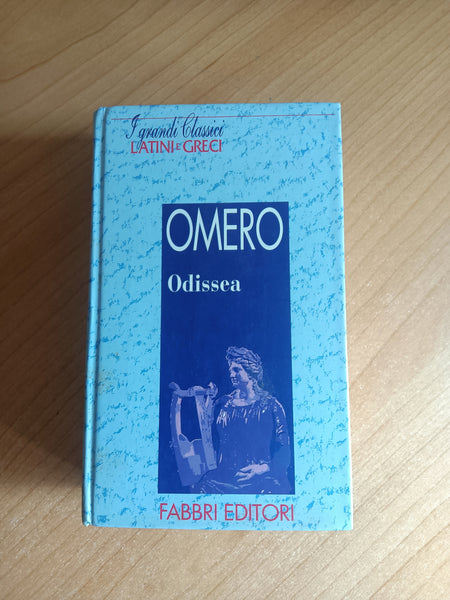 I grandi Classici
LATINI E GRECI
OMERO
Odissea
FABBRI EDITORI